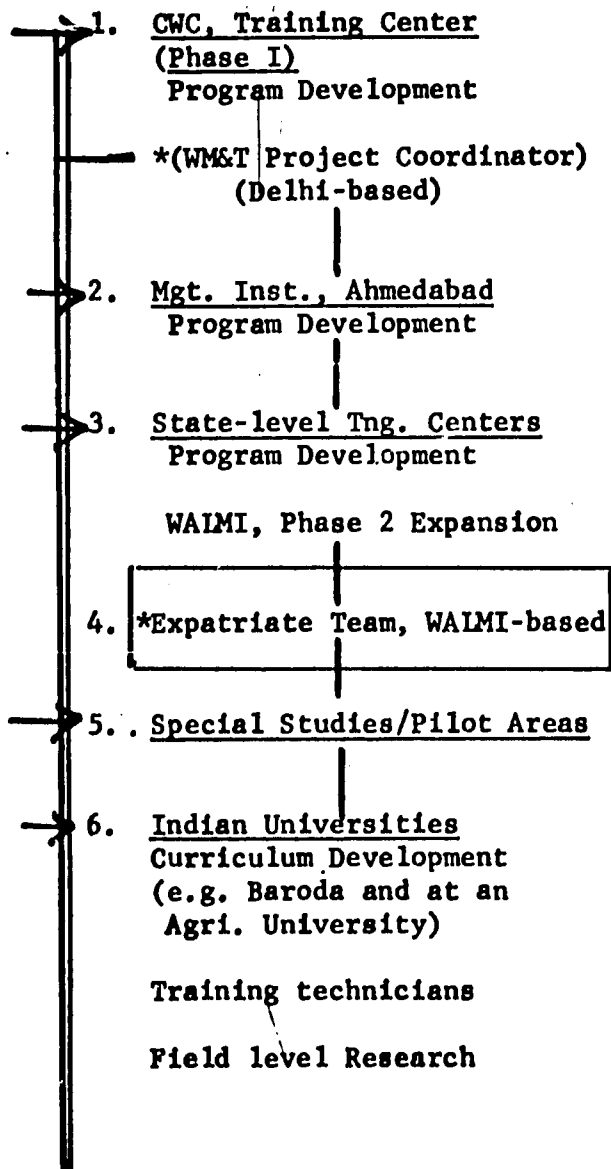 1. CWC, Training Center
(Phase I)
Program Development
*(WM&T Project Coordinator)
(Delhi-based)
2. Mgt. Inst., Ahmedabad
Program Development
3. State-level Tng. Centers
Program Development
WALMI, Phase 2 Expansion
4. *Expatriate Team, WALMI-based
5. Special Studies/Pilot Areas
6. Indian Universities
Curriculum Development
(e.g. Baroda and at an
Agri. University)
Training technicians
Field level Research